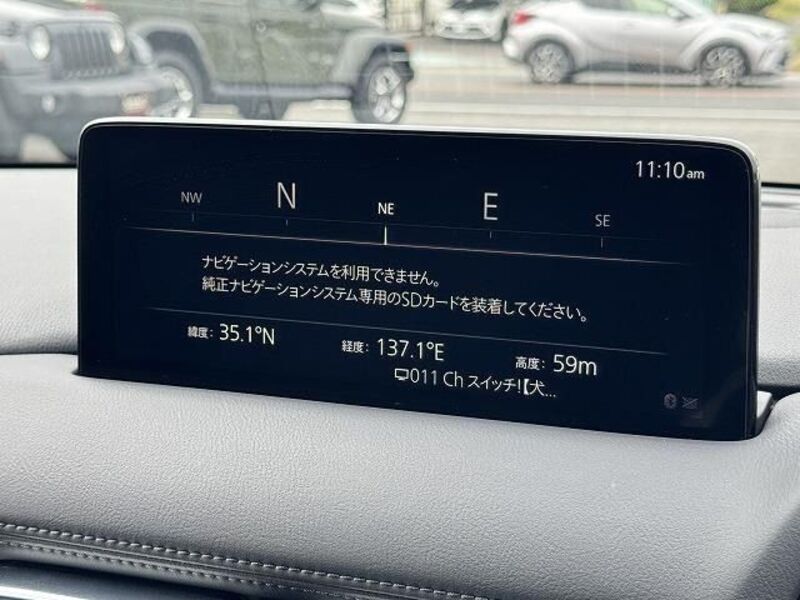 11:10am
NW N NE E SE
ナビゲーションシステムを利用できません。
純正ナビゲーションシステム専用のSDカードを装着してください。
緯度: 35.1°N 経度: 137.1°E 高度: 59m
011 Ch スイッチ!【犬...